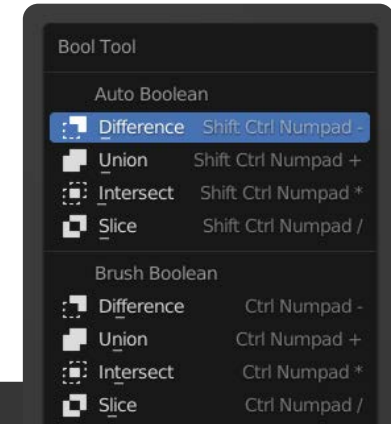 Bool Tool
Auto Boolean
Difference Shift Ctrl Numpad -
Union Shift Ctrl Numpad +
Intersect Shift Ctrl Numpad *
Slice Shift Ctrl Numpad /
Brush Boolean
Difference Ctrl Numpad -
Union Ctrl Numpad +
Intersect Ctrl Numpad *
Slice Ctrl Numpad /